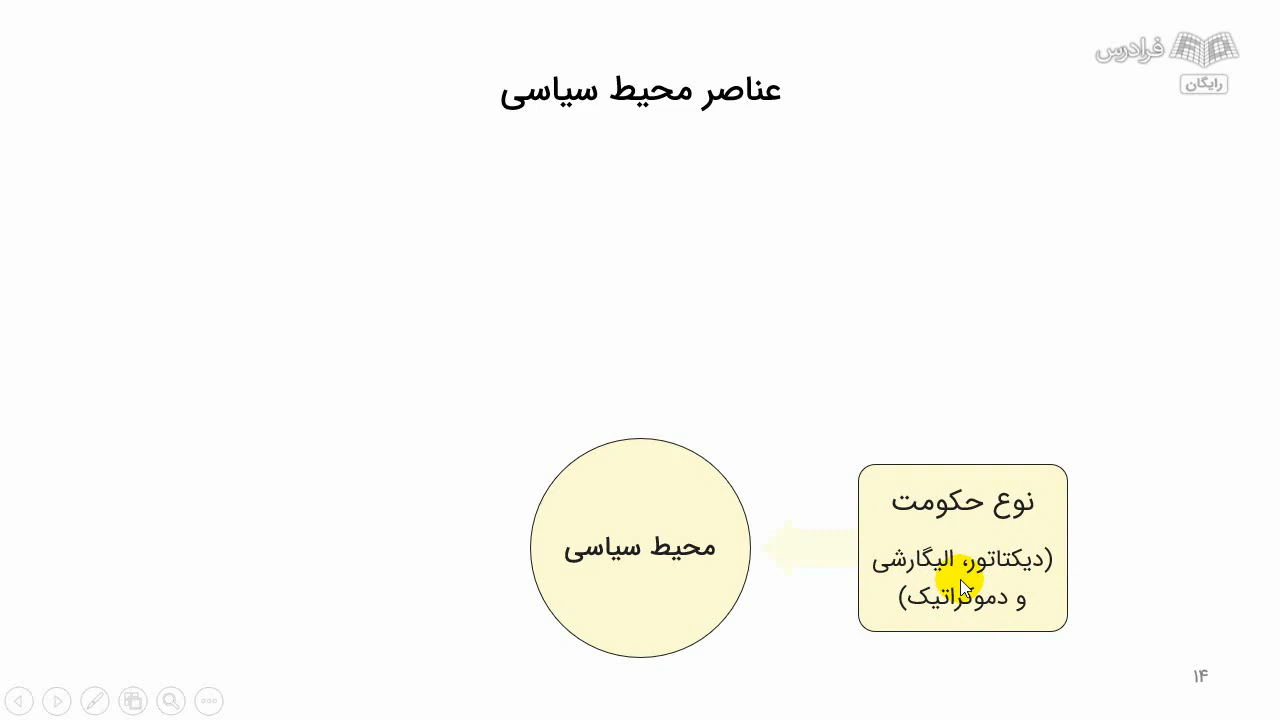 فرادرس
رایگان
عناصر محیط سیاسی
نوع حکومت
(دیکتاتور، الیگارشی
و دموکراتیک)
محیط سیاسی
۱۴